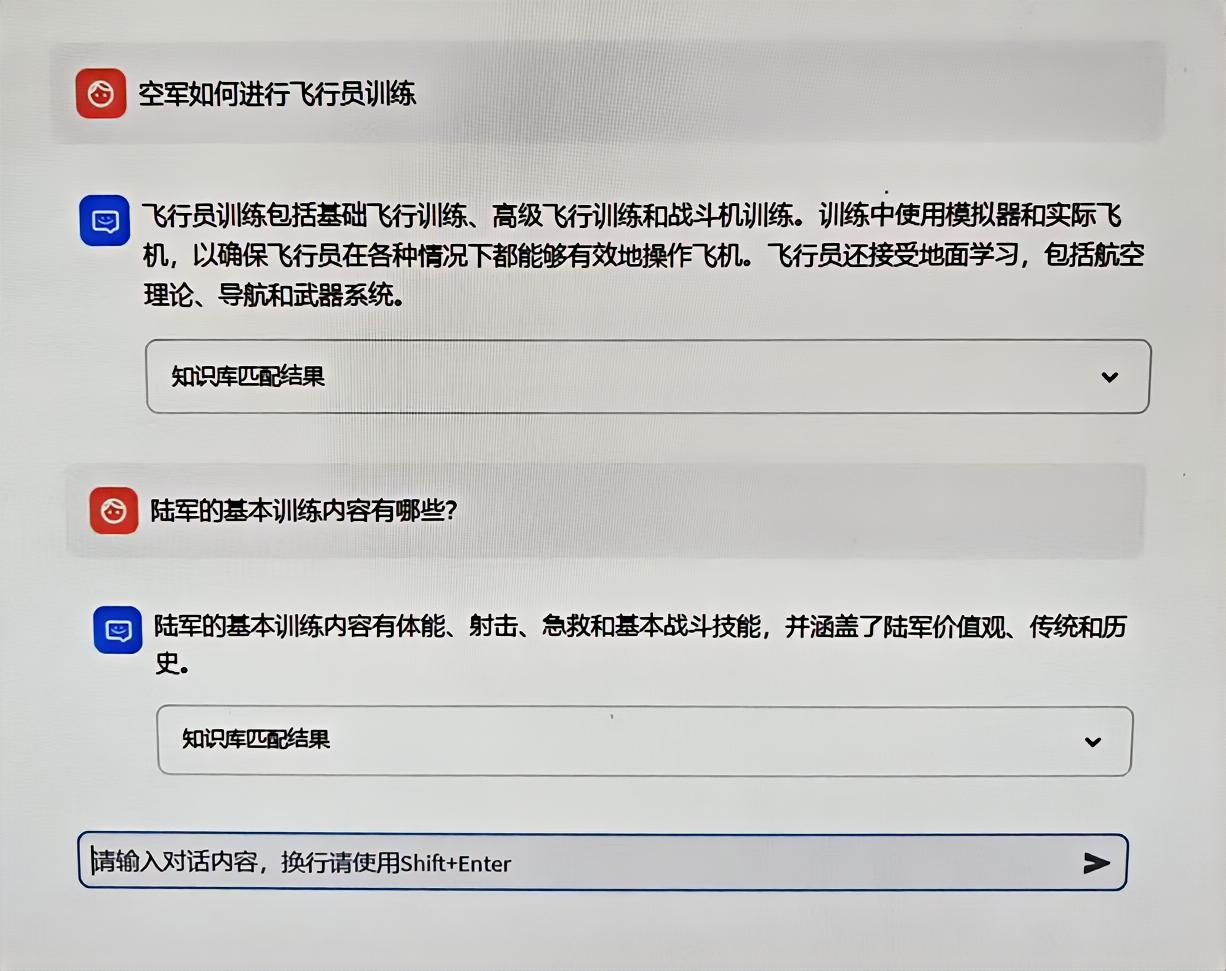 空军如何进行飞行员训练
飞行员训练包括基础飞行训练、高级飞行训练和战斗机训练。训练中使用模拟器和实际飞
机，以确保飞行员在各种情况下都能够有效地操作飞机。飞行员还接受地面学习，包括航空
理论、导航和武器系统。
知识库匹配结果
陆军的基本训练内容有哪些？
陆军的基本训练内容有体能、射击、急救和基本战斗技能，并涵盖了陆军价值观、传统和历
史。
知识库匹配结果
请输入对话内容，换行请使用Shift+Enter